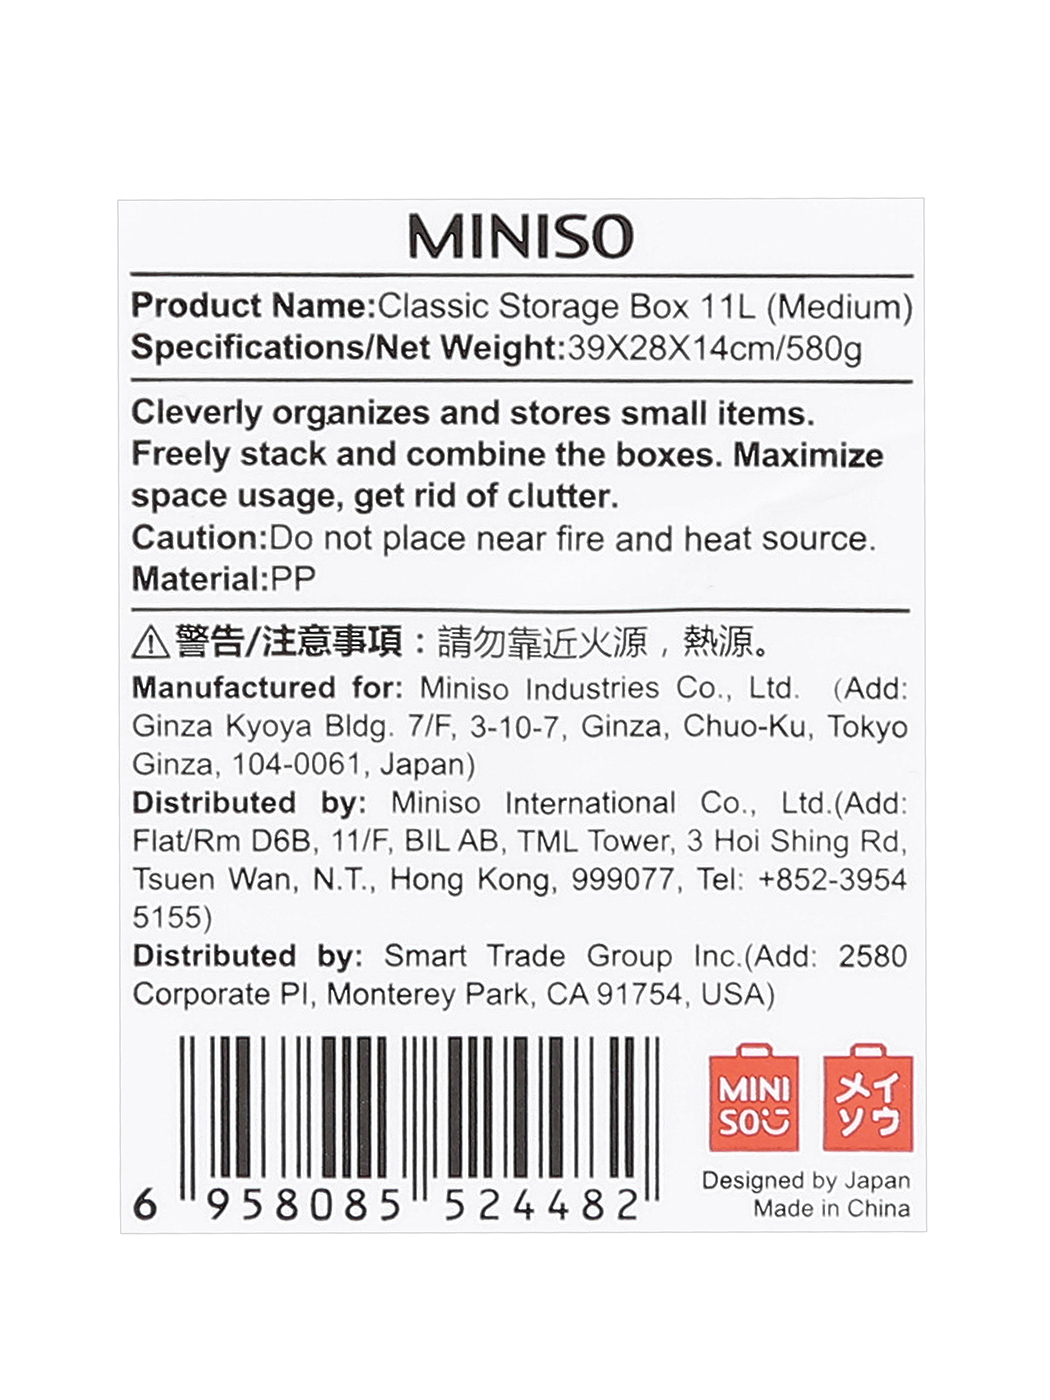 MINISO
Product Name:Classic Storage Box 11L (Medium)
Specifications/Net Weight:39X28X14cm/580g
Cleverly organizes and stores small items.
Freely stack and combine the boxes. Maximize
space usage, get rid of clutter.
Caution:Do not place near fire and heat source.
Material:PP
⚠警告/注意事項：請勿靠近火源，熱源。
Manufactured for: Miniso Industries Co., Ltd. (Add:
Ginza Kyoya Bldg. 7/F, 3-10-7, Ginza, Chuo-Ku, Tokyo
Ginza, 104-0061, Japan)
Distributed by: Miniso International Co., Ltd.(Add:
Flat/Rm D6B, 11/F, BIL AB, TML Tower, 3 Hoi Shing Rd,
Tsuen Wan, N.T., Hong Kong, 999077, Tel: +852-3954
5155)
Distributed by: Smart Trade Group Inc.(Add: 2580
Corporate Pl, Monterey Park, CA 91754, USA)
6 958085 524482
MINI
SO
メイ
ソウ
Designed by Japan
Made in China